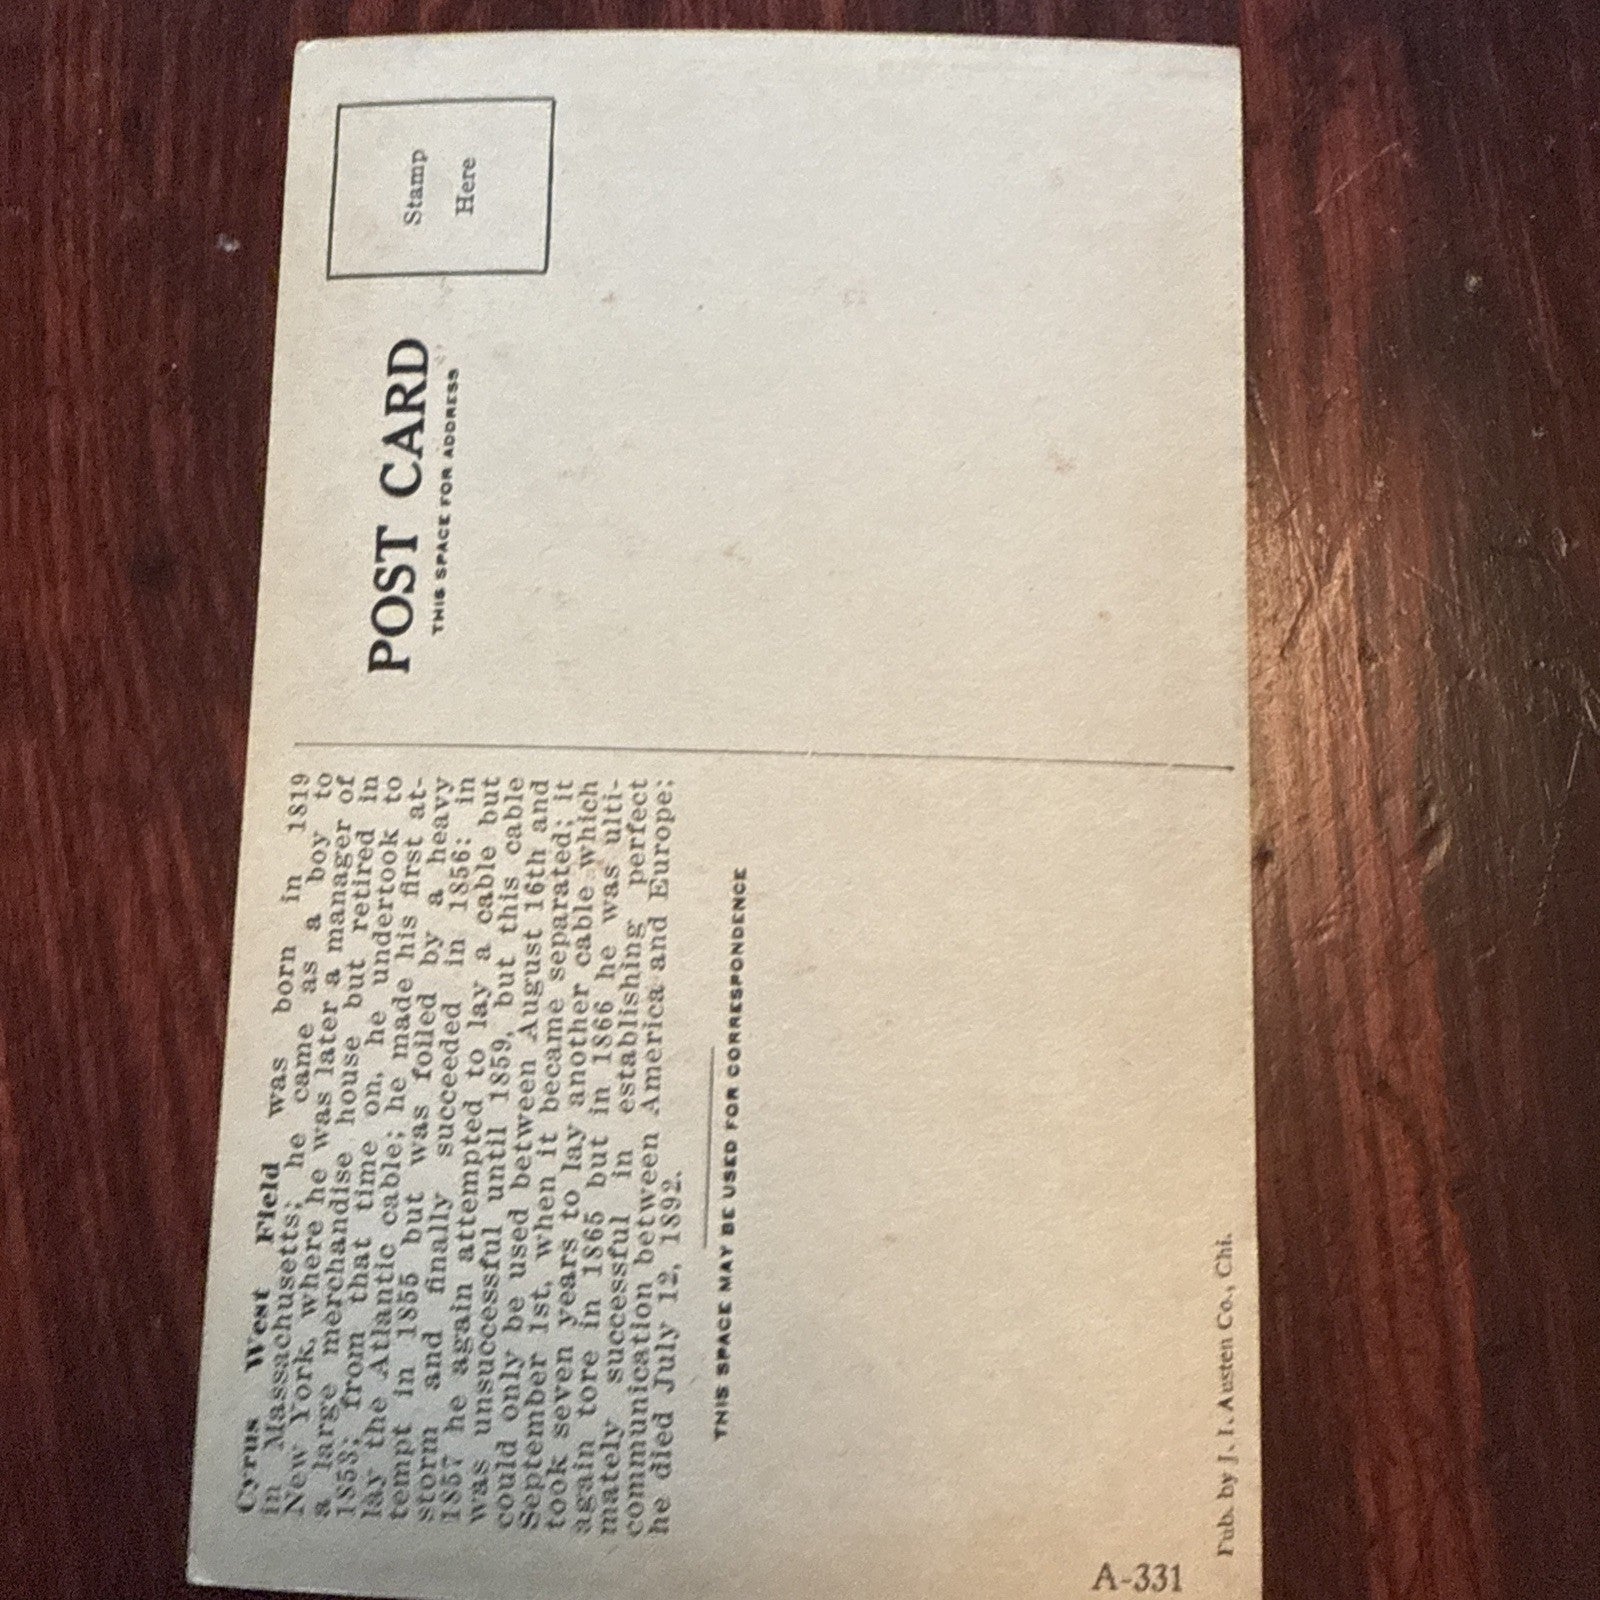 Cyrus West Field was born in 1819
in Massachusetts; he came as a boy to
New York, where he was later a manager of
a large merchandise house but retired in
1853; from that time on, he undertook to
lay the Atlantic cable; he made his first at-
tempt in 1855 but was foiled by a heavy
storm and finally succeeded in 1856: in
1857 he again attempted to lay a cable but
was unsuccessful until 1859, but this cable
could only be used between August 16th and
September 1st, when it became separated; it
took seven years to lay another cable which
again tore in 1865 but in 1866 he was ulti-
mately successful in establishing perfect
communication between America and Europe;
he died July 12, 1892.
THIS SPACE MAY BE USED FOR CORRESPONDENCE
A-331
Pub. by J. I. Austen Co., Chi.
POST CARD
THIS SPACE FOR ADDRESS
Stamp
Here